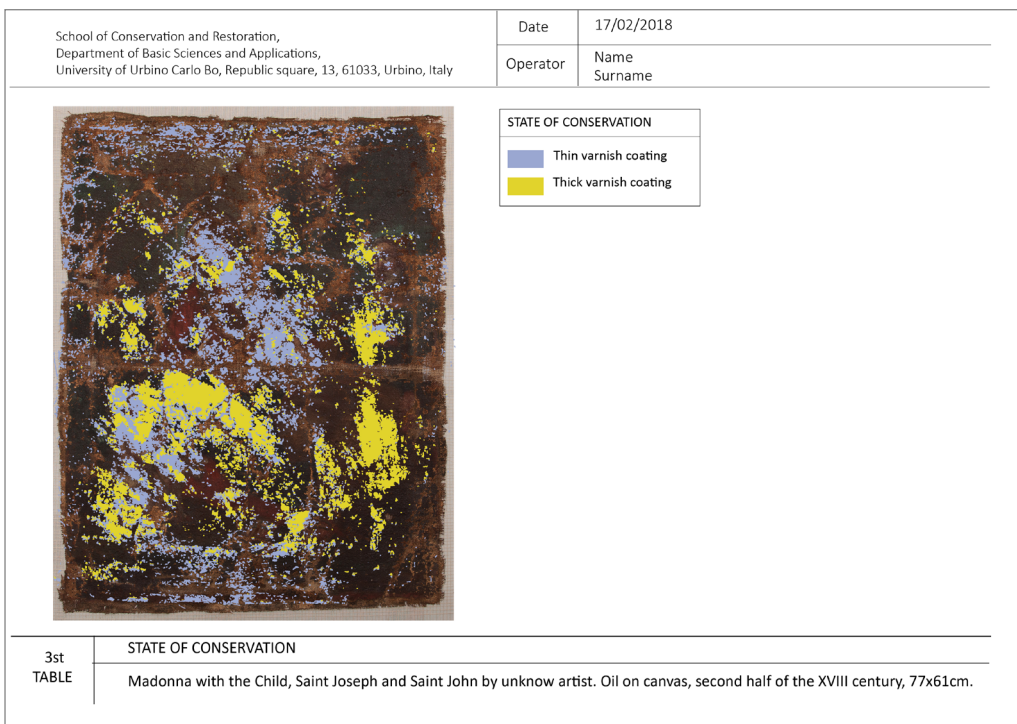 School of Conservation and Restoration,
Department of Basic Sciences and Applications,
University of Urbino Carlo Bo, Republic square, 13, 61033, Urbino, Italy
Date
17/02/2018
Operator
Name
Surname
STATE OF CONSERVATION
Thin varnish coating
Thick varnish coating
3st
TABLE
STATE OF CONSERVATION
Madonna with the Child, Saint Joseph and Saint John by unknow artist. Oil on canvas, second half of the XVIII century, 77x61cm.